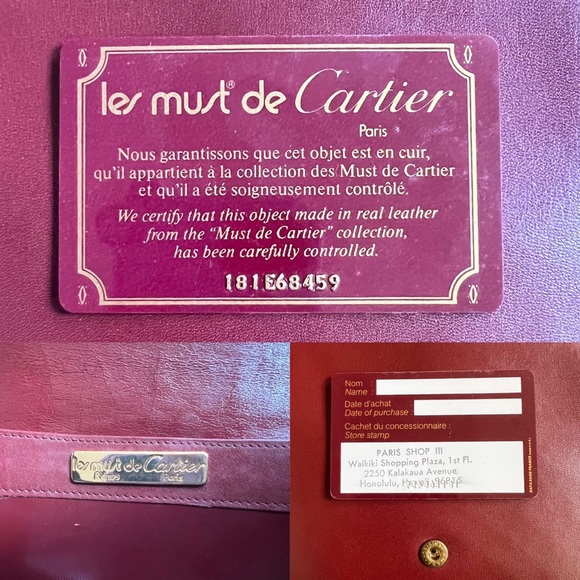 les must® de Cartier
Paris
Nous garantissons que cet objet est en cuir,
qu'il appartient à la collection des Must de Cartier
et qu'il a été soigneusement contrôlé.
We certify that this object made in real leather
from the "Must de Cartier" collection,
has been carefully controlled.
181E68459
les must de Cartier
Paris
Nom :
Name :
Date d'achat
Date of purchase :
Cachet du concessionnaire :
Store stamp
PARIS SHOP III
Waikiki Shopping Plaza, 1st Fl.
2250 Kalakaua Avenue
Honolulu, Hawaii 96815